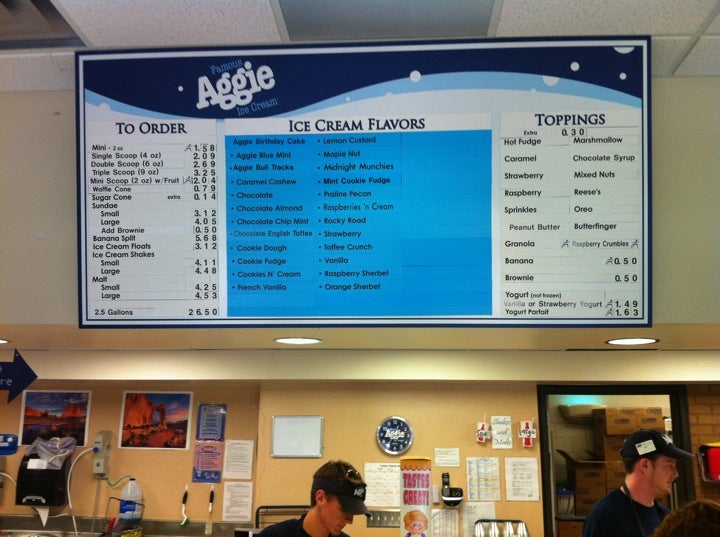 Famous
Aggie
Ice Cream
TO ORDER
Mini - 2 oz A 1.58
Single Scoop (4 oz) 2.09
Double Scoop (6 oz) 2.69
Triple Scoop (9 oz) 3.25
Mini Scoop (2 oz) w/Fruit A 2.04
Waffle Cone 0.79
Sugar Cone extra 0.14
Sundae
Small 3.12
Large 4.05
Add Brownie 0.50
Banana Split 5.68
Ice Cream Floats 3.12
Ice Cream Shakes
Small 4.11
Large 4.48
Malt
Small 4.25
Large 4.53
2.5 Gallons 26.50
ICE CREAM FLAVORS
Aggie Birthday Cake
• Aggie Blue Mint
• Aggie Bull Tracks
• Caramel Cashew
• Chocolate
• Chocolate Almond
• Chocolate Chip Mint
• Chocolate English Toffee
• Cookie Dough
• Cookie Fudge
• Cookies N' Cream
• French Vanilla
• Lemon Custard
• Maple Nut
• Midnight Munchies
• Mint Cookie Fudge
• Praline Pecan
• Raspberries 'n Cream
• Rocky Road
• Strawberry
• Toffee Crunch
• Vanilla
• Raspberry Sherbet
• Orange Sherbet
TOPPINGS
Extra 0.30
Hot Fudge Marshmallow
Caramel Chocolate Syrup
Strawberry Mixed Nuts
Raspberry Reese's
Sprinkles Oreo
Peanut Butter Butterfinger
Granola A Raspberry Crumbles A
Banana A 0.50
Brownie 0.50
Yogurt (not frozen)
Vanilla or Strawberry Yogurt A 1.49
Yogurt Parfait A 1.63
re
Aggie
Shakes
and
Malts
TASTES
GREAT